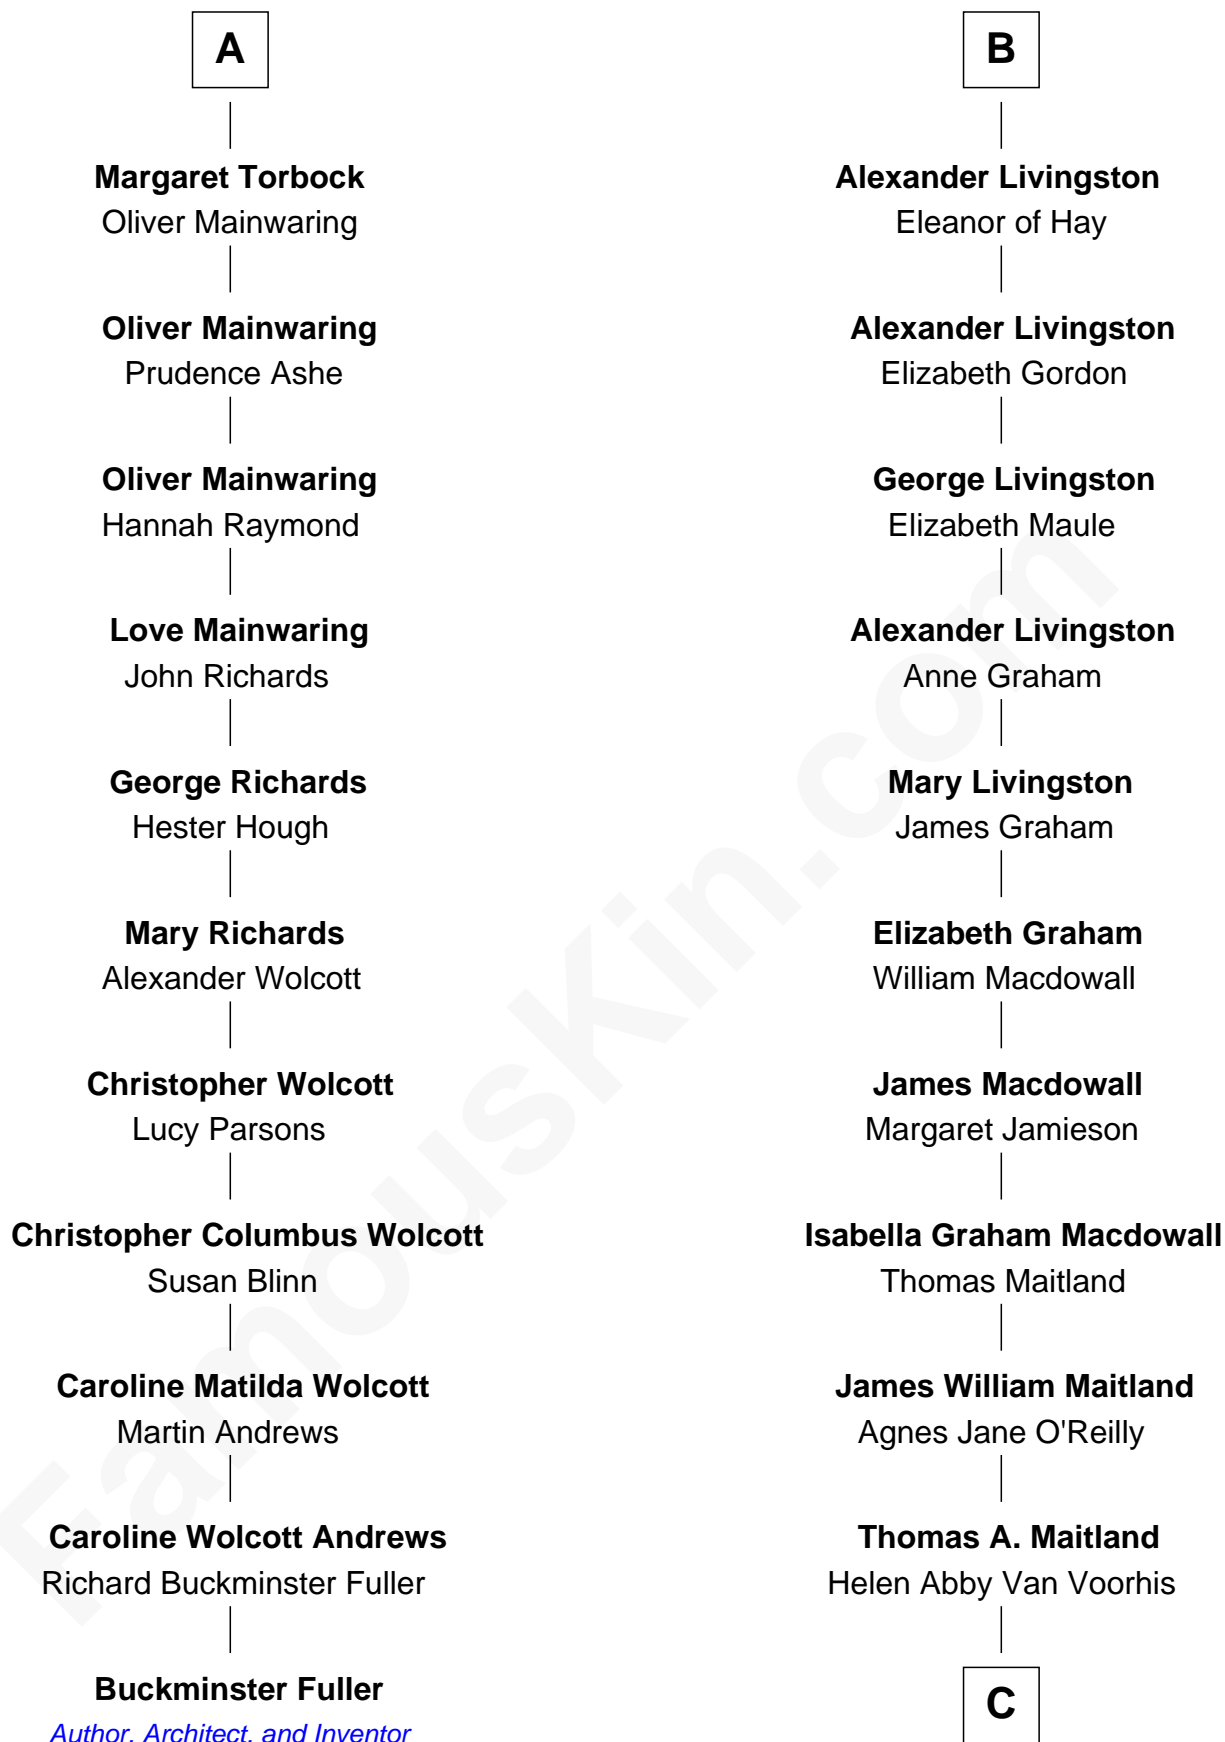 A
Margaret Torbock
Oliver Mainwaring
Oliver Mainwaring
Prudence Ashe
Oliver Mainwaring
Hannah Raymond
Love Mainwaring
John Richards
George Richards
Hester Hough
Mary Richards
Alexander Wolcott
Christopher Wolcott
Lucy Parsons
Christopher Columbus Wolcott
Susan Blinn
Caroline Matilda Wolcott
Martin Andrews
Caroline Wolcott Andrews
Richard Buckminster Fuller
Buckminster Fuller
Author, Architect, and Inventor
B
Alexander Livingston
Eleanor of Hay
Alexander Livingston
Elizabeth Gordon
George Livingston
Elizabeth Maule
Alexander Livingston
Anne Graham
Mary Livingston
James Graham
Elizabeth Graham
William Macdowall
James Macdowall
Margaret Jamieson
Isabella Graham Macdowall
Thomas Maitland
James William Maitland
Agnes Jane O'Reilly
Thomas A. Maitland
Helen Abby Van Voorhis
C
FamousKin.com